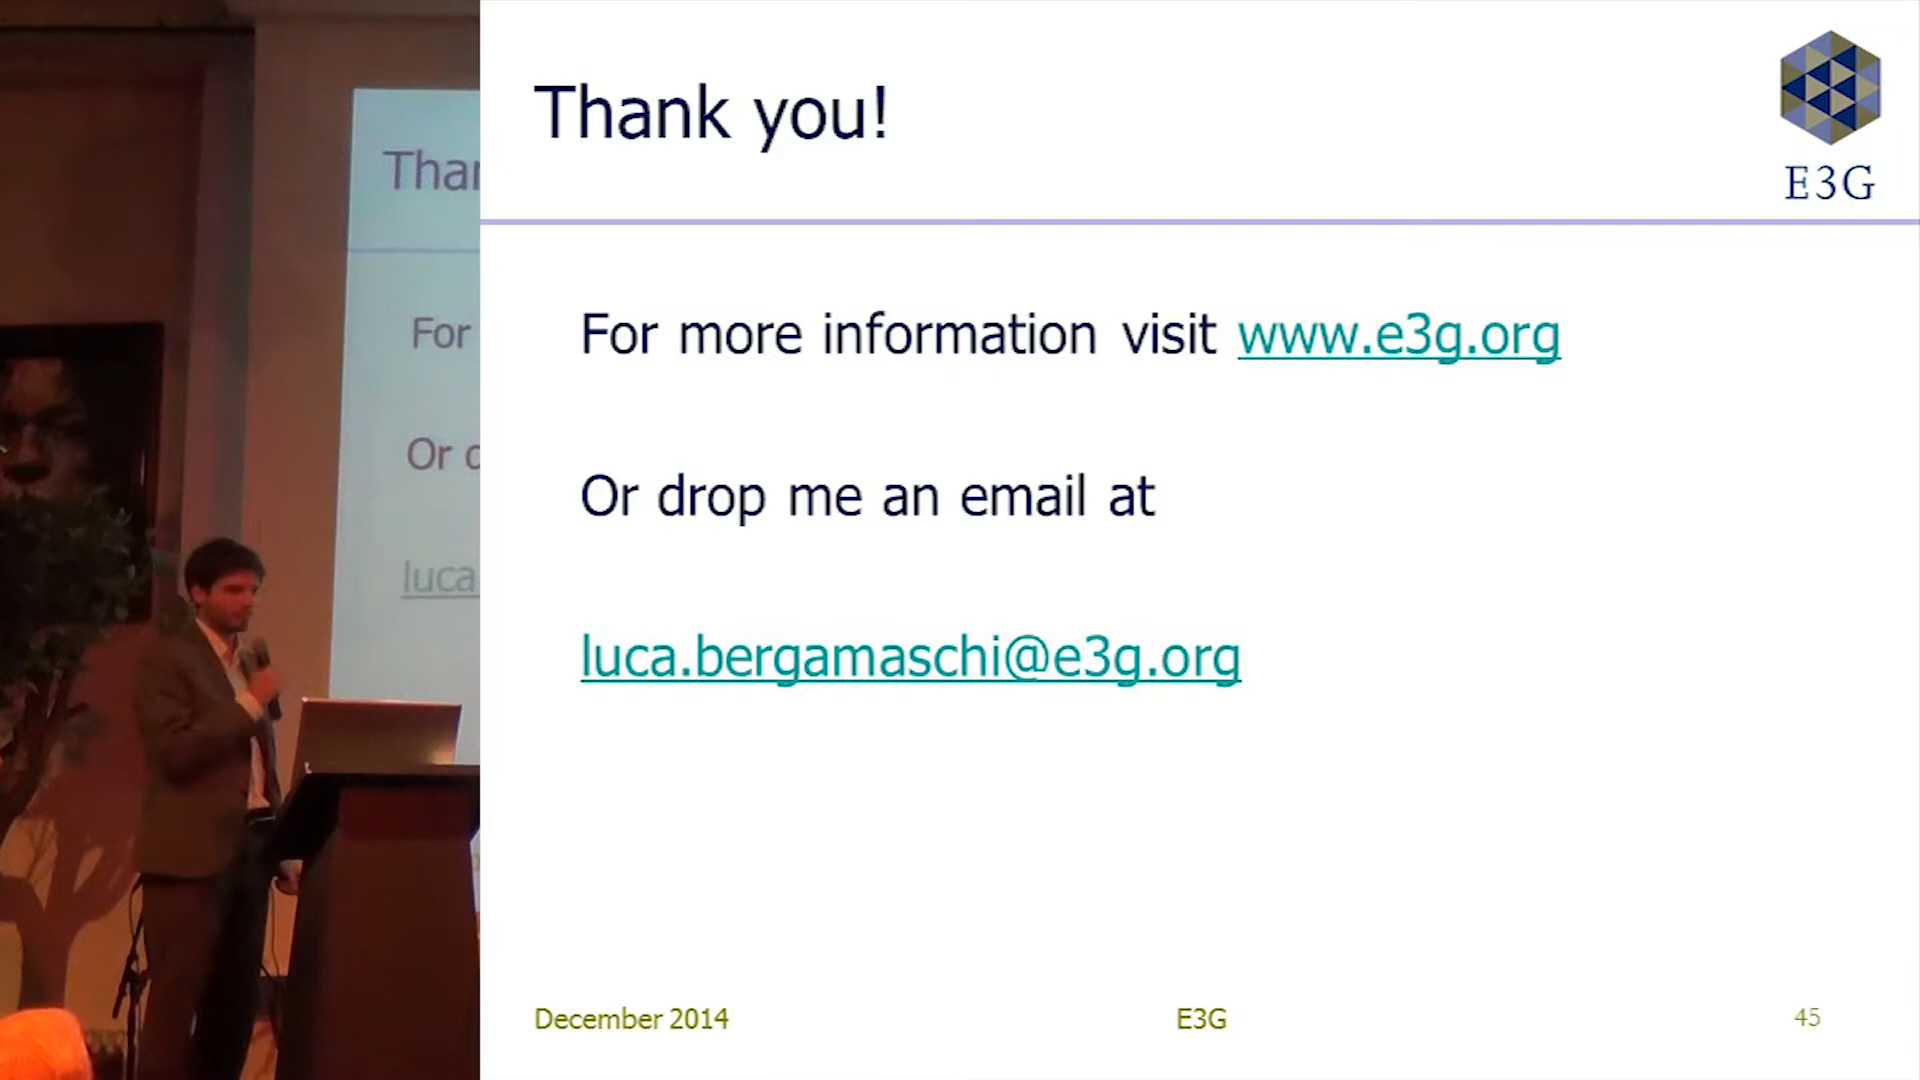 Thank you!
E3G
For more information visit www.e3g.org
Or drop me an email at
luca.bergamaschi@e3g.org
December 2014
E3G
45
Than
For
Or
luca